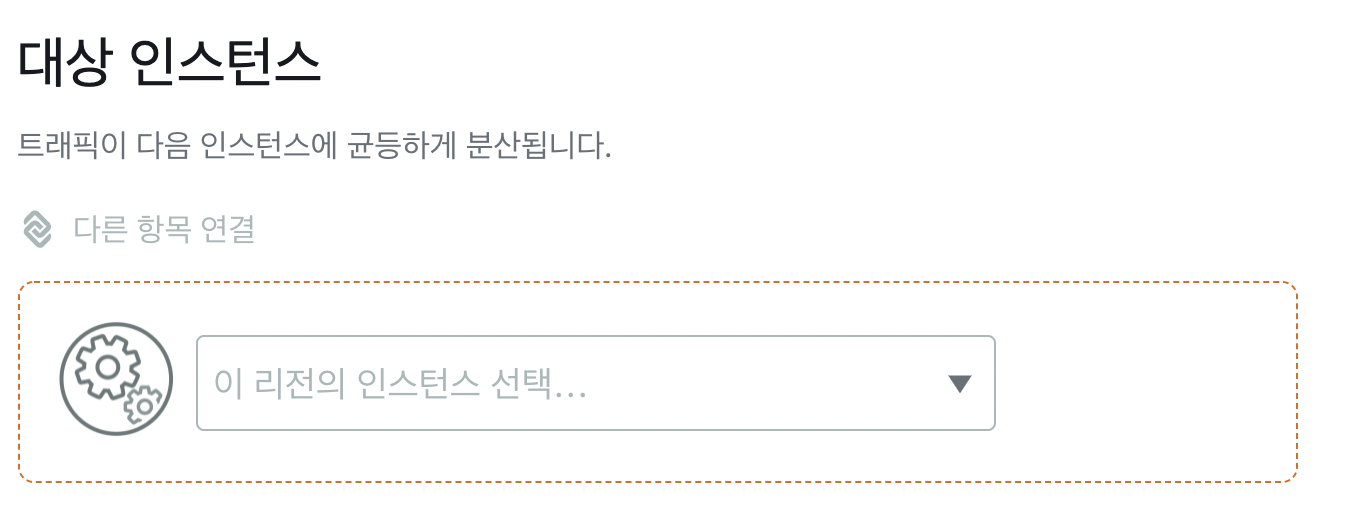 대상 인스턴스
트래픽이 다음 인스턴스에 균등하게 분산됩니다.
다른 항목 연결
이 리전의 인스턴스 선택...